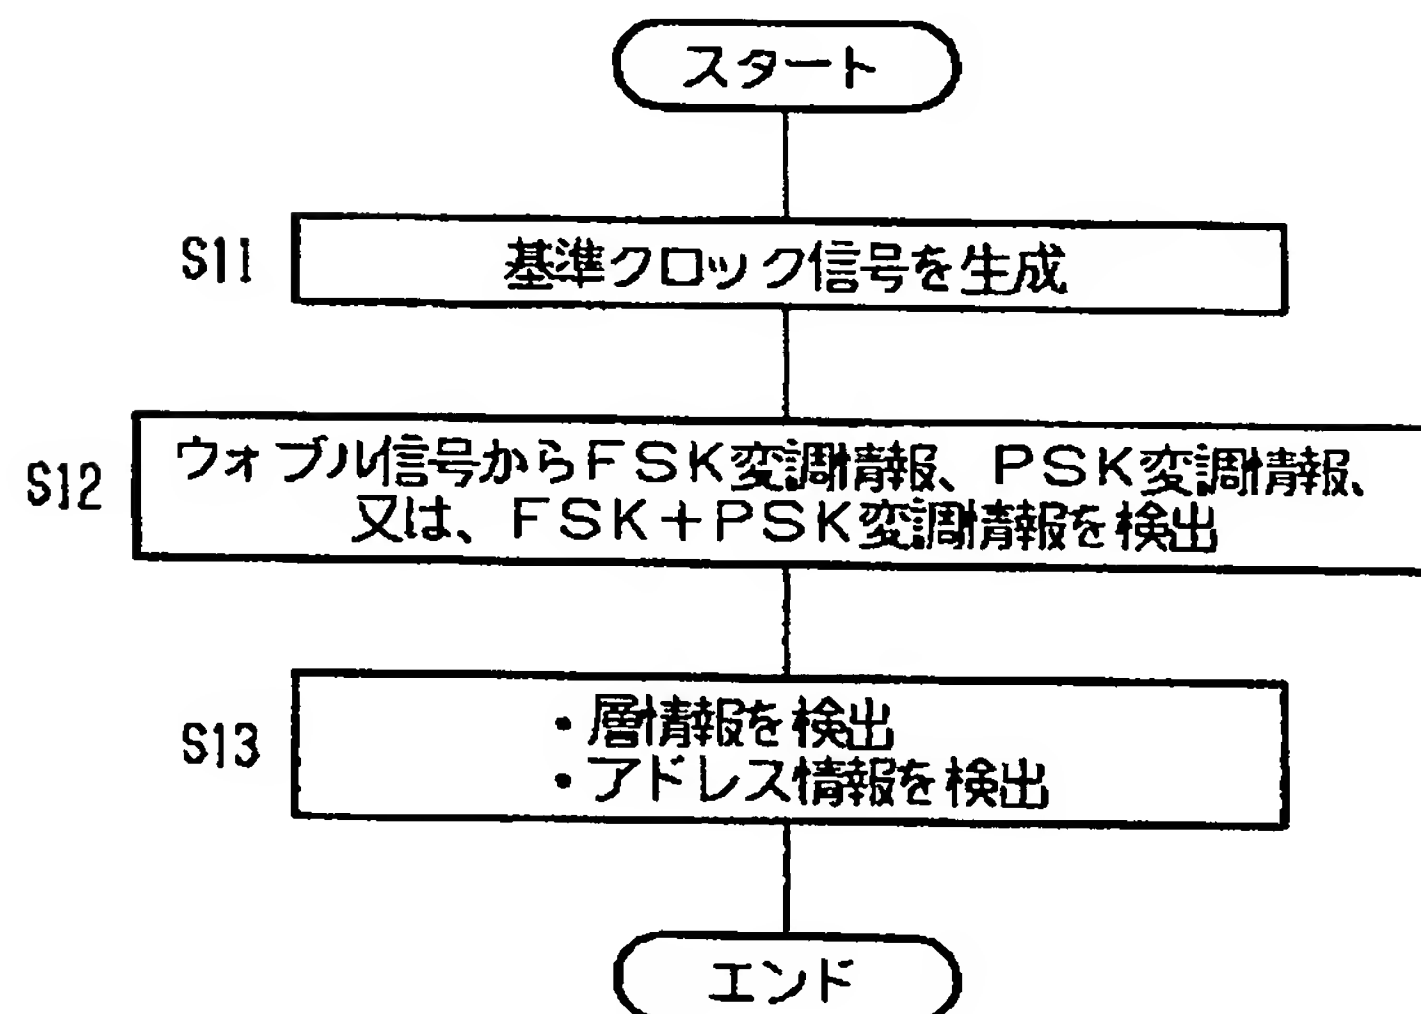 スタート
S11
基準クロック信号を生成
S12
ウォブル信号からFSK変調情報、PSK変調情報、
又は、FSK+PSK変調情報を検出
S13
・層情報を検出
・アドレス情報を検出
エンド